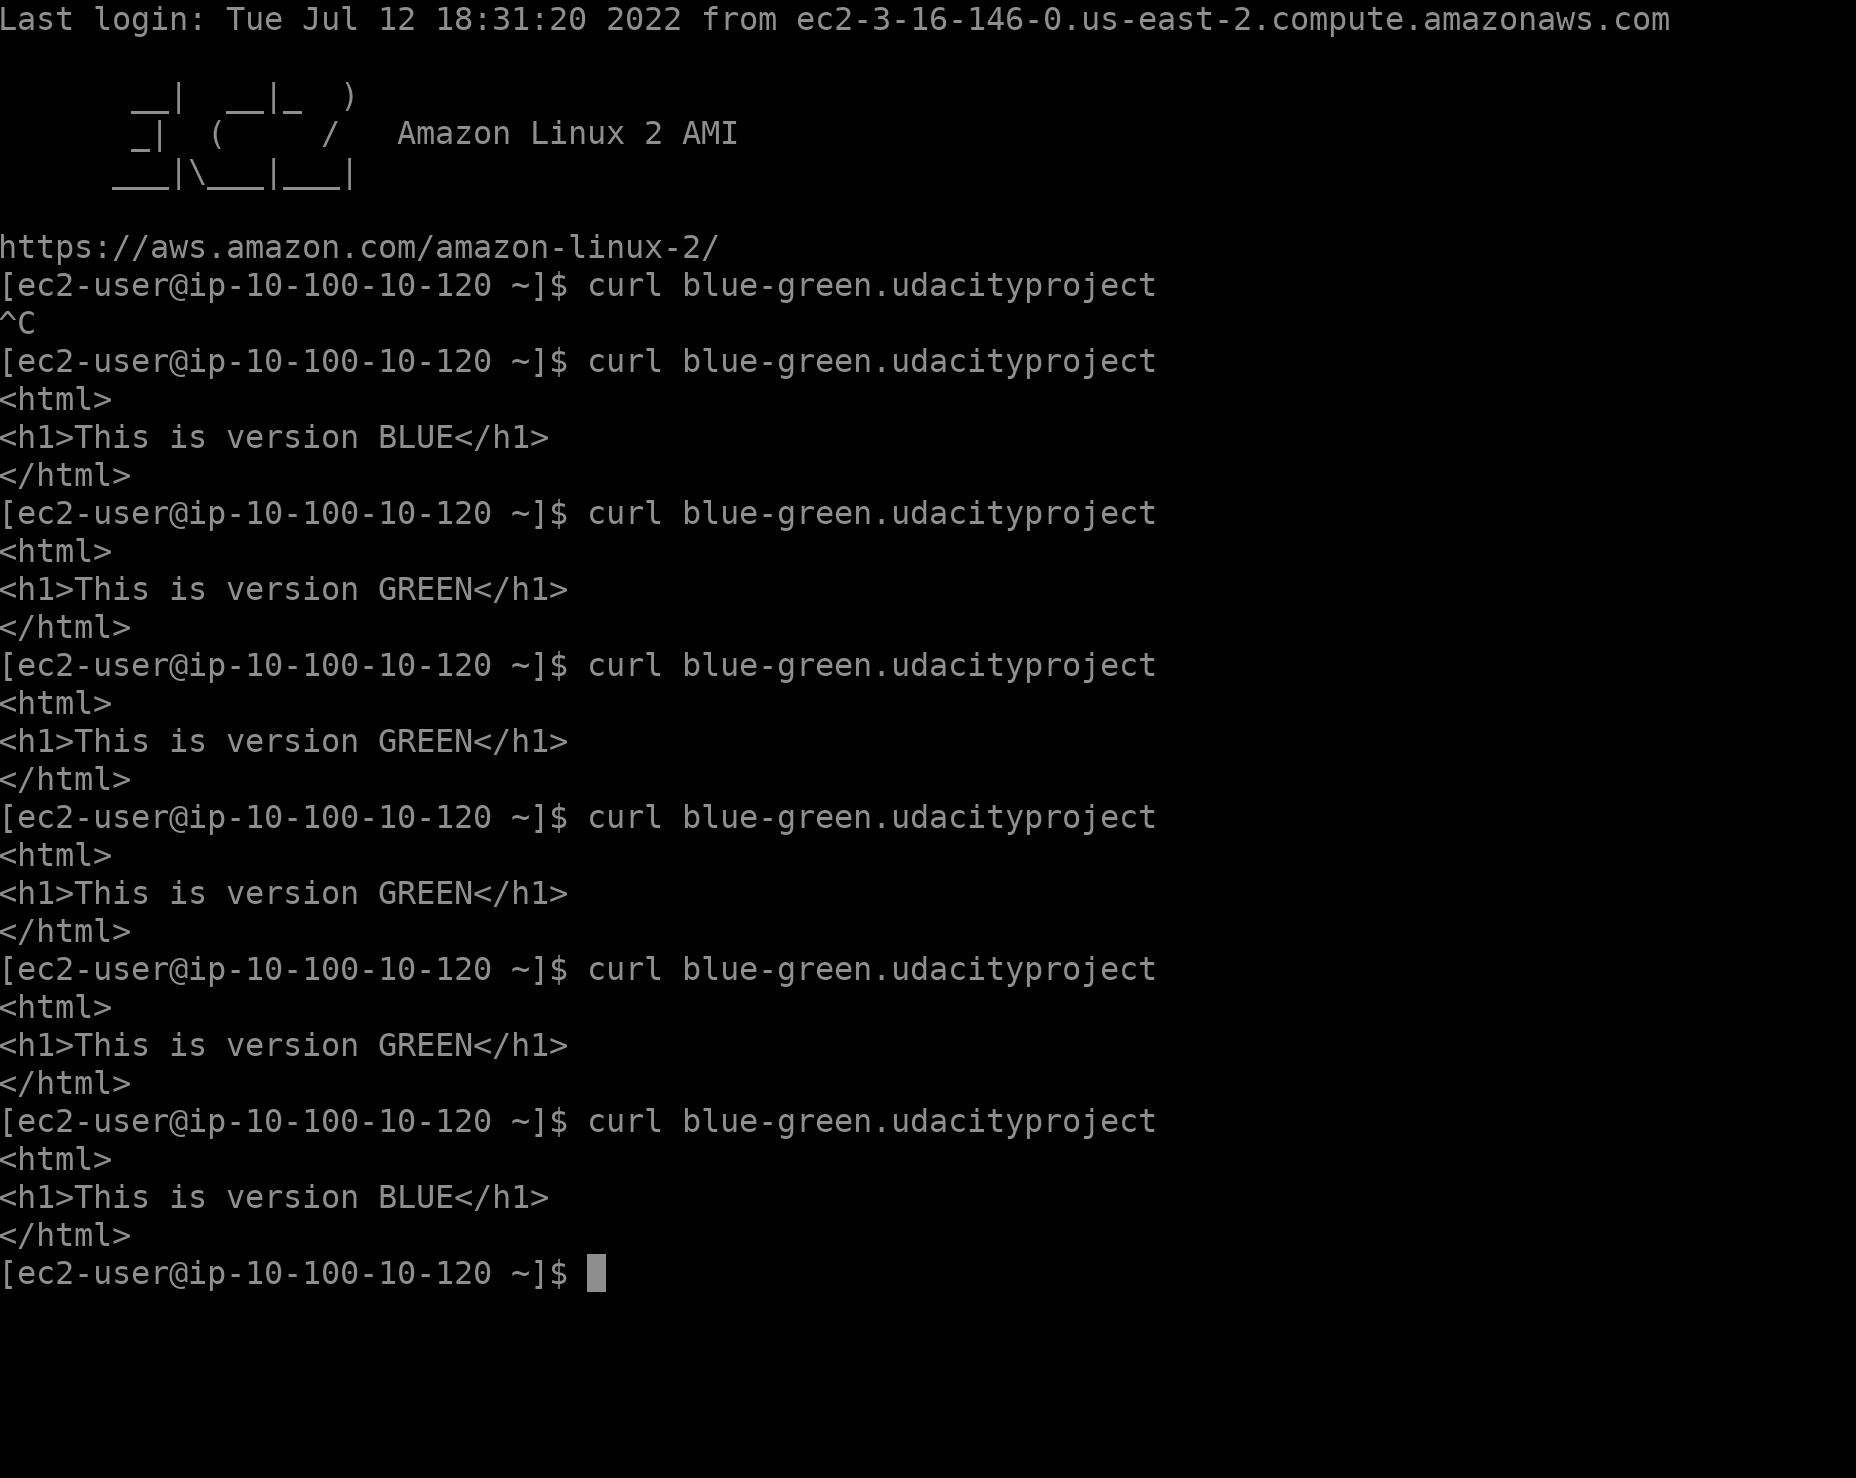 Last login: Tue Jul 12 18:31:20 2022 from ec2-3-16-146-0.us-east-2.compute.amazonaws.com

       __|  __|_  )
       _|  (     /   Amazon Linux 2 AMI
      ___|\___|___|

https://aws.amazon.com/amazon-linux-2/
[ec2-user@ip-10-100-10-120 ~]$ curl blue-green.udacityproject
^C
[ec2-user@ip-10-100-10-120 ~]$ curl blue-green.udacityproject
<html>
<h1>This is version BLUE</h1>
</html>
[ec2-user@ip-10-100-10-120 ~]$ curl blue-green.udacityproject
<html>
<h1>This is version GREEN</h1>
</html>
[ec2-user@ip-10-100-10-120 ~]$ curl blue-green.udacityproject
<html>
<h1>This is version GREEN</h1>
</html>
[ec2-user@ip-10-100-10-120 ~]$ curl blue-green.udacityproject
<html>
<h1>This is version GREEN</h1>
</html>
[ec2-user@ip-10-100-10-120 ~]$ curl blue-green.udacityproject
<html>
<h1>This is version GREEN</h1>
</html>
[ec2-user@ip-10-100-10-120 ~]$ curl blue-green.udacityproject
<html>
<h1>This is version BLUE</h1>
</html>
[ec2-user@ip-10-100-10-120 ~]$